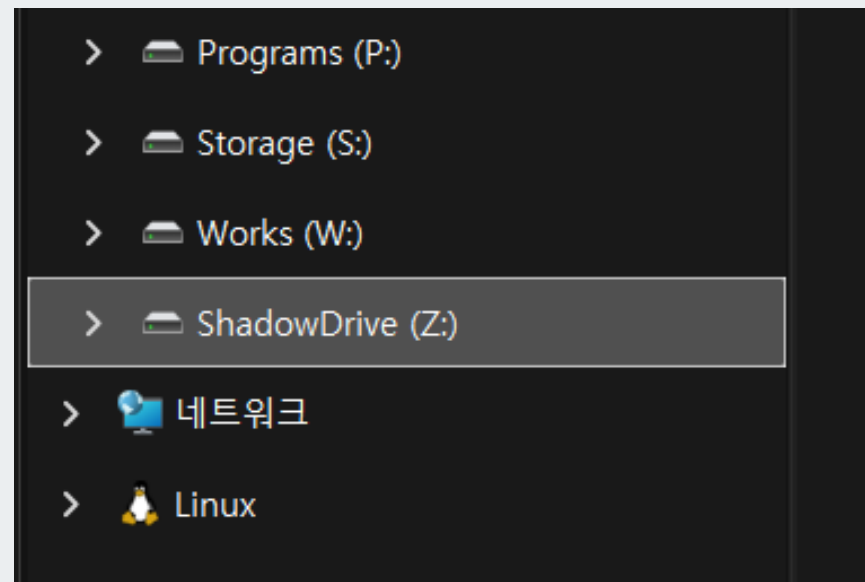 Programs (P:)
Storage (S:)
Works (W:)
ShadowDrive (Z:)
네트워크
Linux